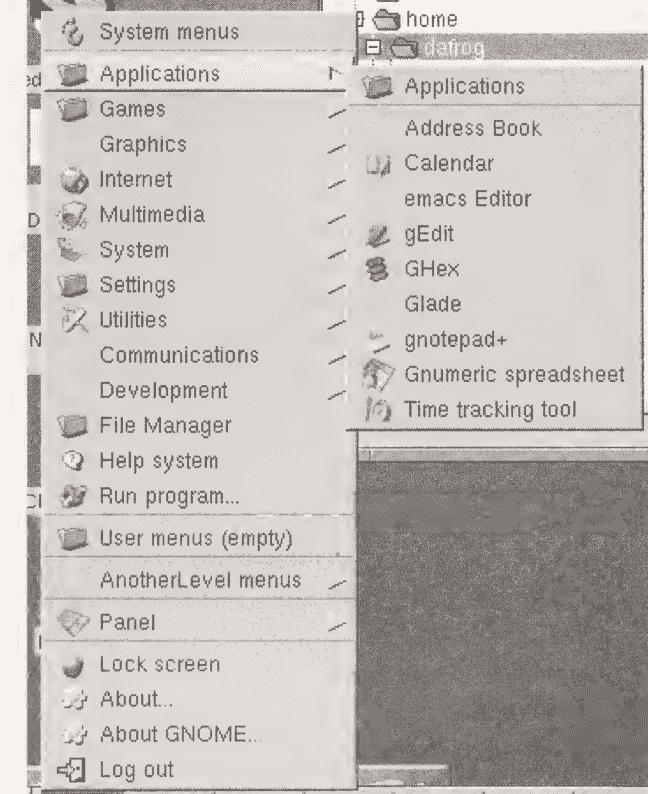 System menus
Applications
Games
Graphics
Internet
Multimedia
System
Settings
Utilities
Communications
Development
File Manager
Help system
Run program...
User menus (empty)
AnotherLevel menus
Panel
Lock screen
About...
About GNOME...
Log out
home
dafrog
Applications
Address Book
Calendar
emacs Editor
gEdit
GHex
Glade
gnotepad+
Gnumeric spreadsheet
Time tracking tool
ed
D
N